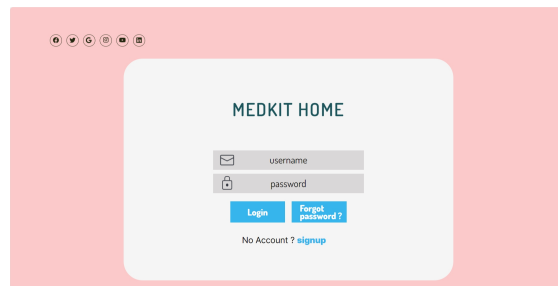 MEDKIT HOME
username
password
Login
Forgot
password ?
No Account ? signup